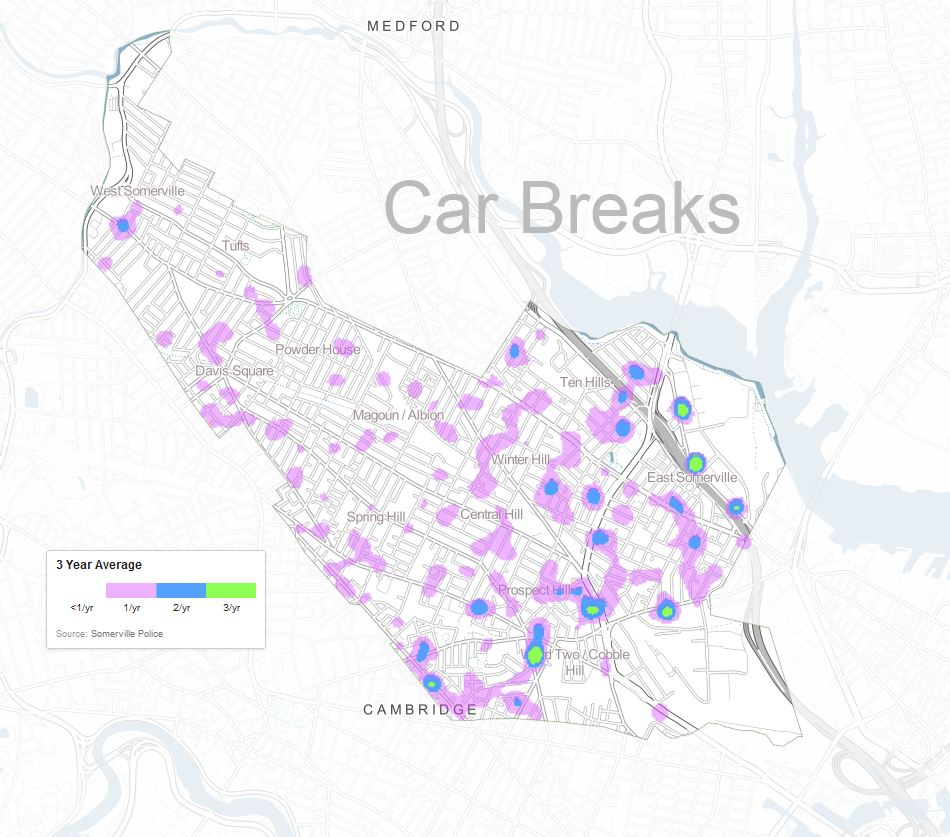 MEDFORD
Car Breaks
West Somerville
Tufts
Powder House
Davis Square
Ten Hills
Magoun / Albion
Winter Hill
East Somerville
Spring Hill
Central Hill
Prospect Hill
Two / Cobble
Hill
CAMBRIDGE
3 Year Average
<1/yr 1/yr 2/yr 3/yr
Source: Somerville Police